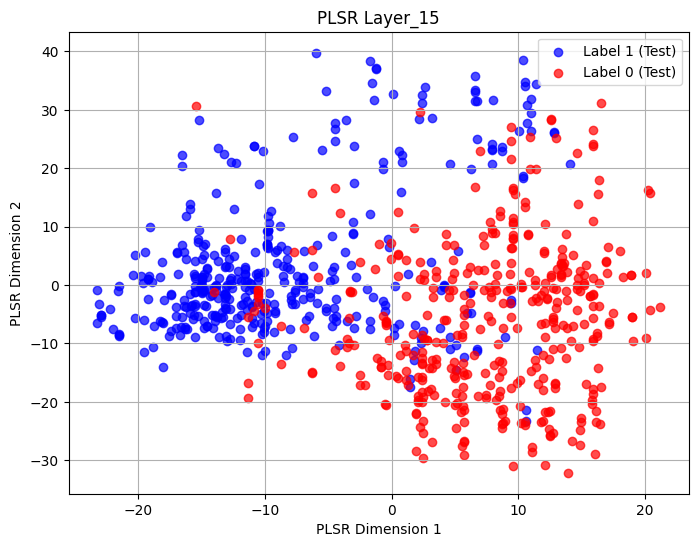 PLSR Layer_15
Label 1 (Test)
Label 0 (Test)
PLSR Dimension 2
40
30
20
10
0
−10
−20
−30
−20
−10
0
10
20
PLSR Dimension 1